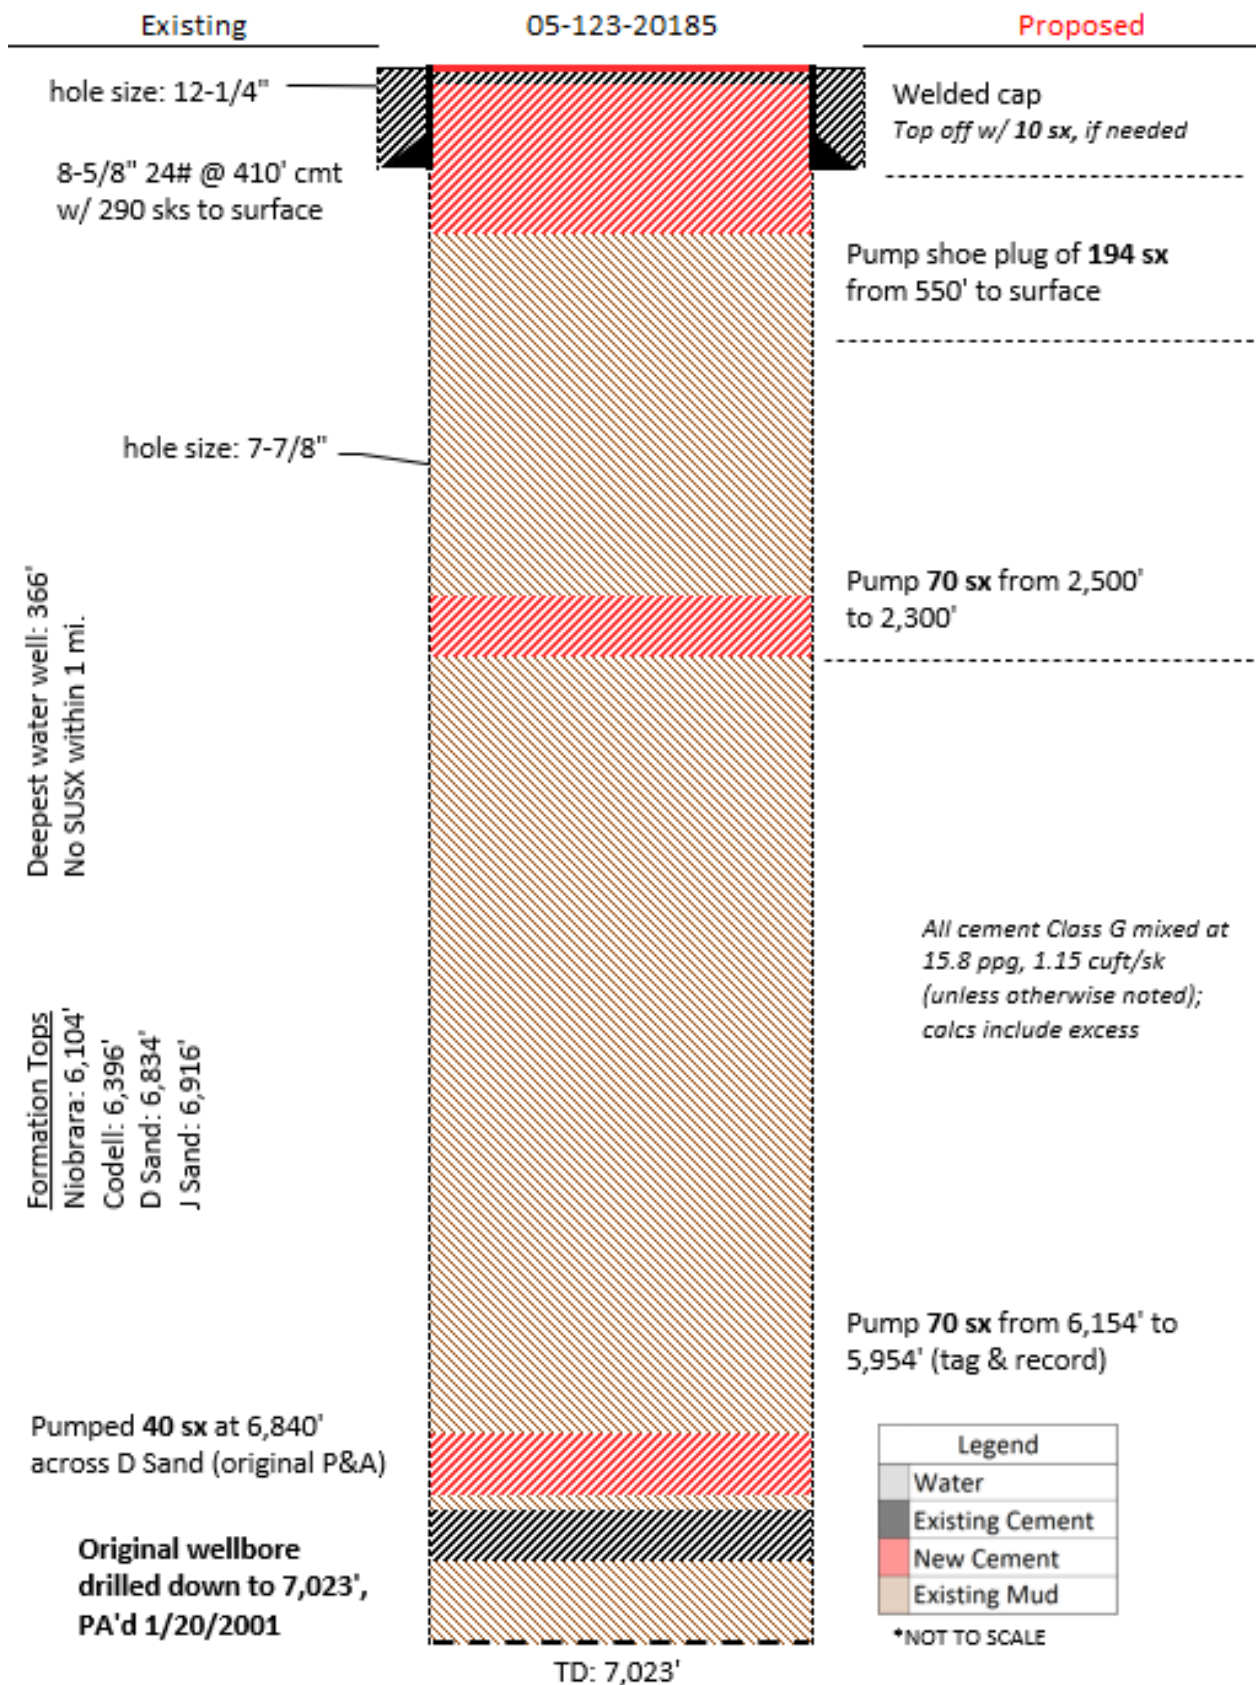 Existing
05-123-20185
Proposed
hole size: 12-1/4"
8-5/8" 24# @ 410' cmt
w/ 290 sks to surface
Welded cap
Top off w/ 10 sx, if needed
Pump shoe plug of 194 sx
from 550' to surface
hole size: 7-7/8"
Deepest water well: 366'
No SUSX within 1 mi.
Pump 70 sx from 2,500'
to 2,300'
All cement Class G mixed at
15.8 ppg, 1.15 cuft/sk
(unless otherwise noted);
calcs include excess
Formation Tops
Niobrara: 6,104'
Codell: 6,396'
D Sand: 6,834'
J Sand: 6,916'
Pump 70 sx from 6,154' to
5,954' (tag & record)
Pumped 40 sx at 6,840'
across D Sand (original P&A)
Original wellbore
drilled down to 7,023',
PA'd 1/20/2001
Legend
Water
Existing Cement
New Cement
Existing Mud
*NOT TO SCALE
TD: 7,023'